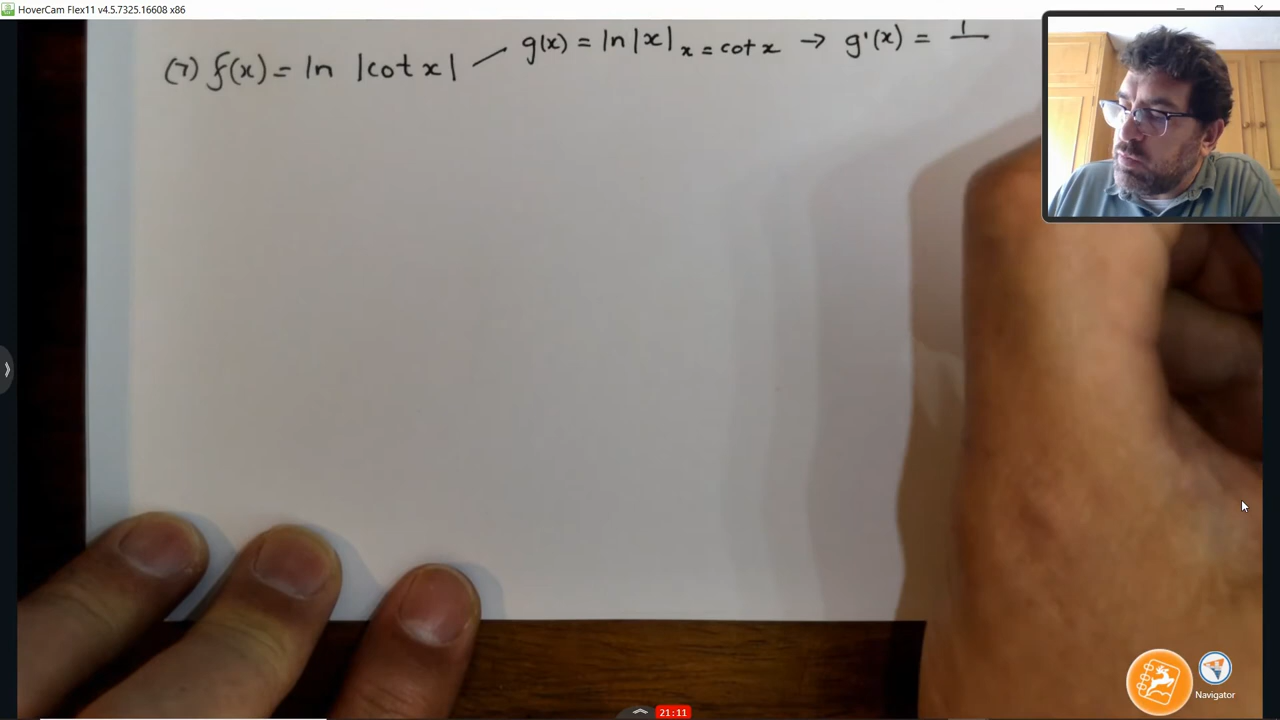 HoverCam Flex11 v4.5.7325.16608 x86
(7) f(x) = ln |cot x| — g(x) = ln|x| x = cot x → g'(x) = 1
Navigator
21:11